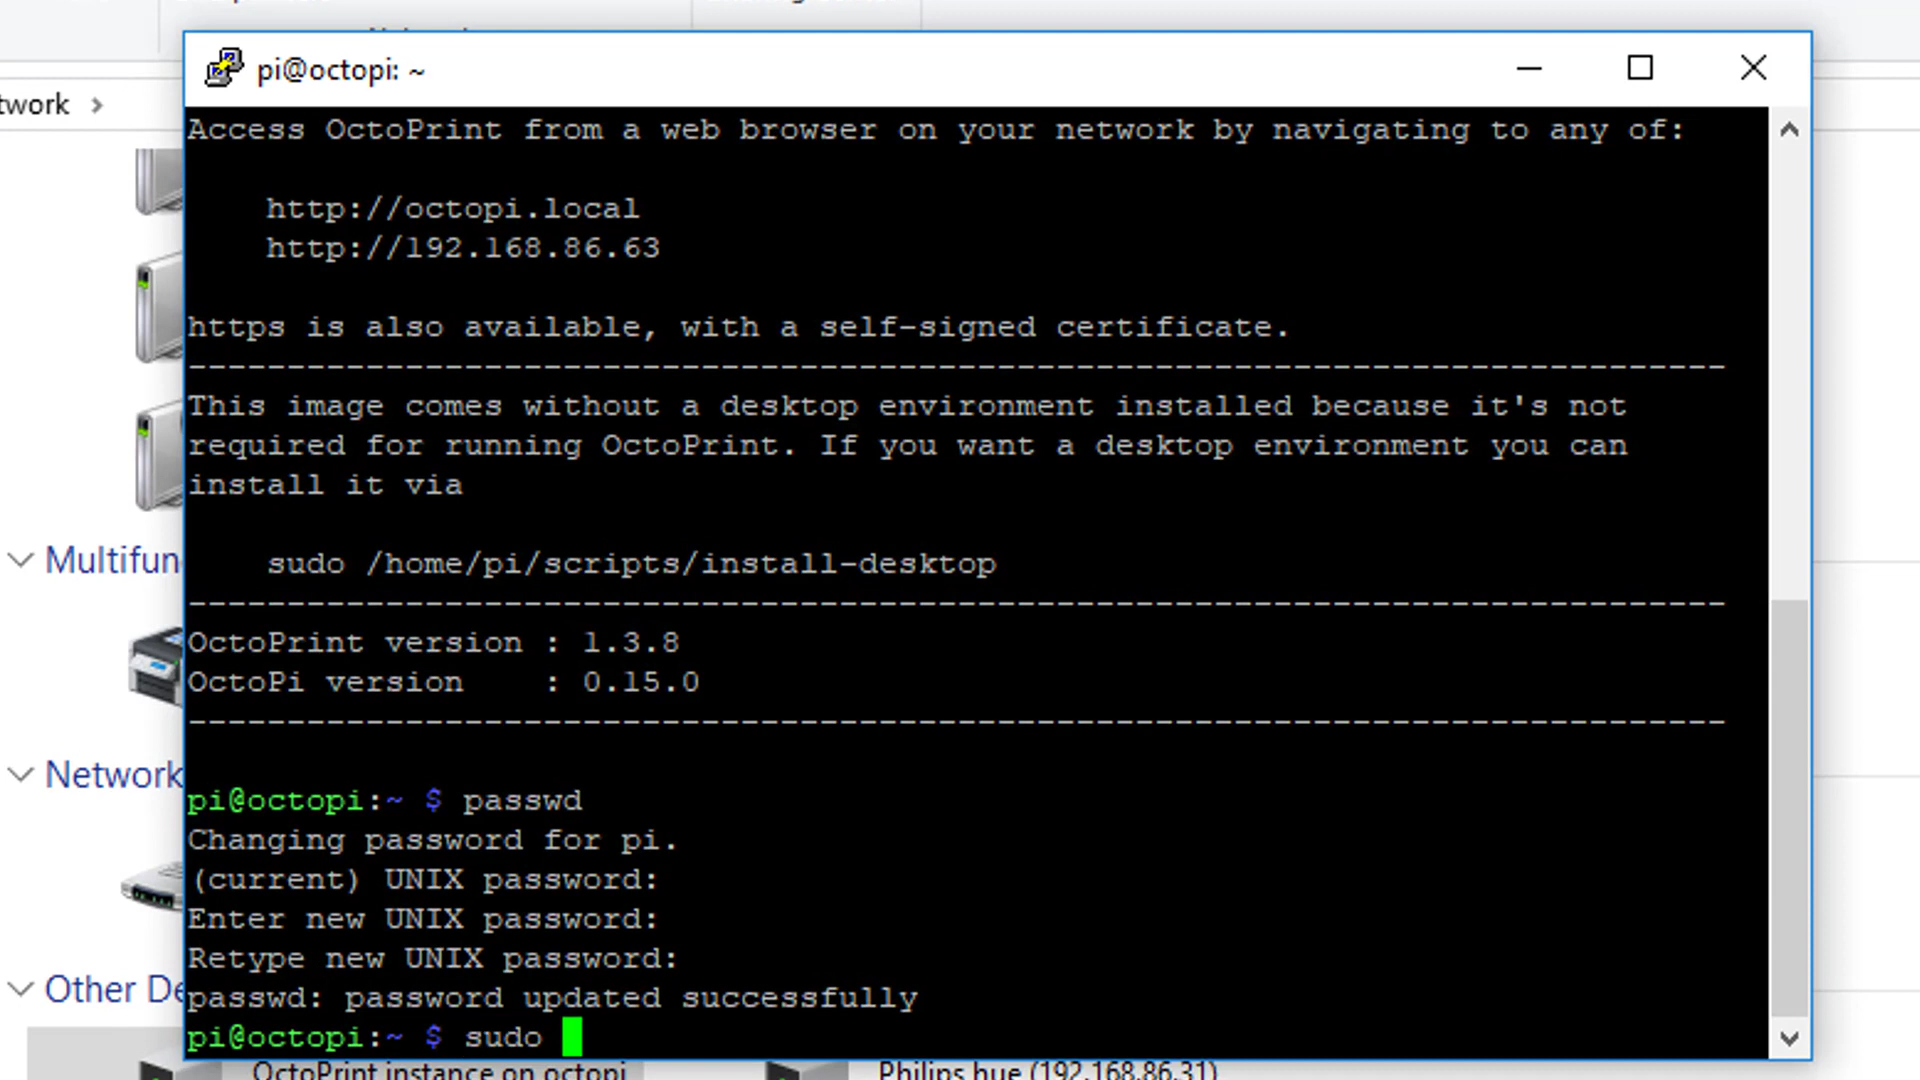 pi@octopi: ~
Access OctoPrint from a web browser on your network by navigating to any of:
http://octopi.local
http://192.168.86.63
https is also available, with a self-signed certificate.
--------------------------------------------------------------------------------
This image comes without a desktop environment installed because it's not
required for running OctoPrint. If you want a desktop environment you can
install it via
sudo /home/pi/scripts/install-desktop
--------------------------------------------------------------------------------
OctoPrint version : 1.3.8
OctoPi version    : 0.15.0
--------------------------------------------------------------------------------
pi@octopi:~ $ passwd
Changing password for pi.
(current) UNIX password:
Enter new UNIX password:
Retype new UNIX password:
passwd: password updated successfully
pi@octopi:~ $ sudo
twork >
Multifun
Network
Other De
OctoPrint instance on octopi
Philips hue (192.168.86.31)